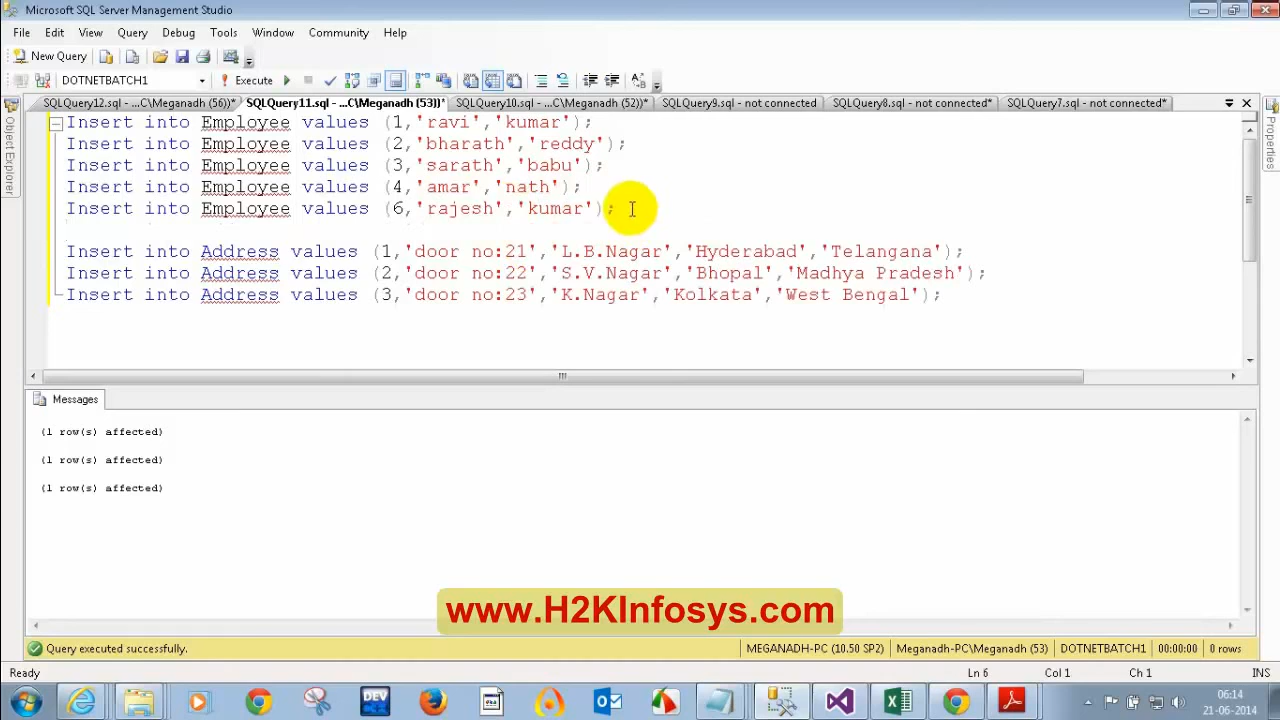 Microsoft SQL Server Management Studio
File Edit View Query Debug Tools Window Community Help
New Query
DOTNETBATCH1 Execute
SQLQuery12.sql - ...C\Meganadh (56))* SQLQuery11.sql - ...C\Meganadh (53))* SQLQuery10.sql - ...C\Meganadh (52))* SQLQuery9.sql - not connected SQLQuery8.sql - not connected* SQLQuery7.sql - not connected*
Object Explorer
Properties
Insert into Employee values (1,'ravi','kumar');
Insert into Employee values (2,'bharath','reddy');
Insert into Employee values (3,'sarath','babu');
Insert into Employee values (4,'amar','nath');
Insert into Employee values (6,'rajesh','kumar');
Insert into Address values (1,'door no:21','L.B.Nagar','Hyderabad','Telangana');
Insert into Address values (2,'door no:22','S.V.Nagar','Bhopal','Madhya Pradesh');
Insert into Address values (3,'door no:23','K.Nagar','Kolkata','West Bengal');
Messages
(1 row(s) affected)
(1 row(s) affected)
(1 row(s) affected)
www.H2KInfosys.com
Query executed successfully. MEGANADH-PC (10.50 SP2) Meganadh-PC\Meganadh (53) DOTNETBATCH1 00:00:00 0 rows
Ready Ln 6 Col 1 Ch 1 INS
DEV
06:14
21-06-2014